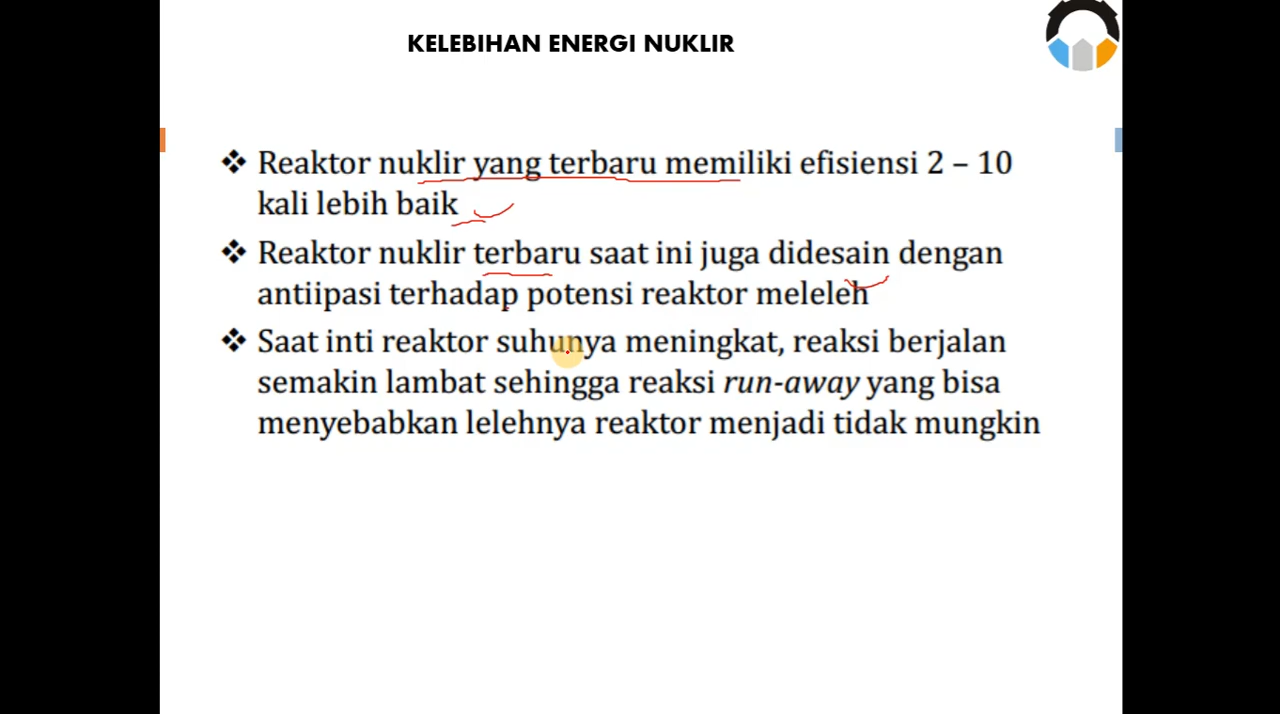 KELEBIHAN ENERGI NUKLIR
❖ Reaktor nuklir yang terbaru memiliki efisiensi 2 – 10
kali lebih baik
❖ Reaktor nuklir terbaru saat ini juga didesain dengan
antiipasi terhadap potensi reaktor meleleh
❖ Saat inti reaktor suhunya meningkat, reaksi berjalan
semakin lambat sehingga reaksi run-away yang bisa
menyebabkan lelehnya reaktor menjadi tidak mungkin